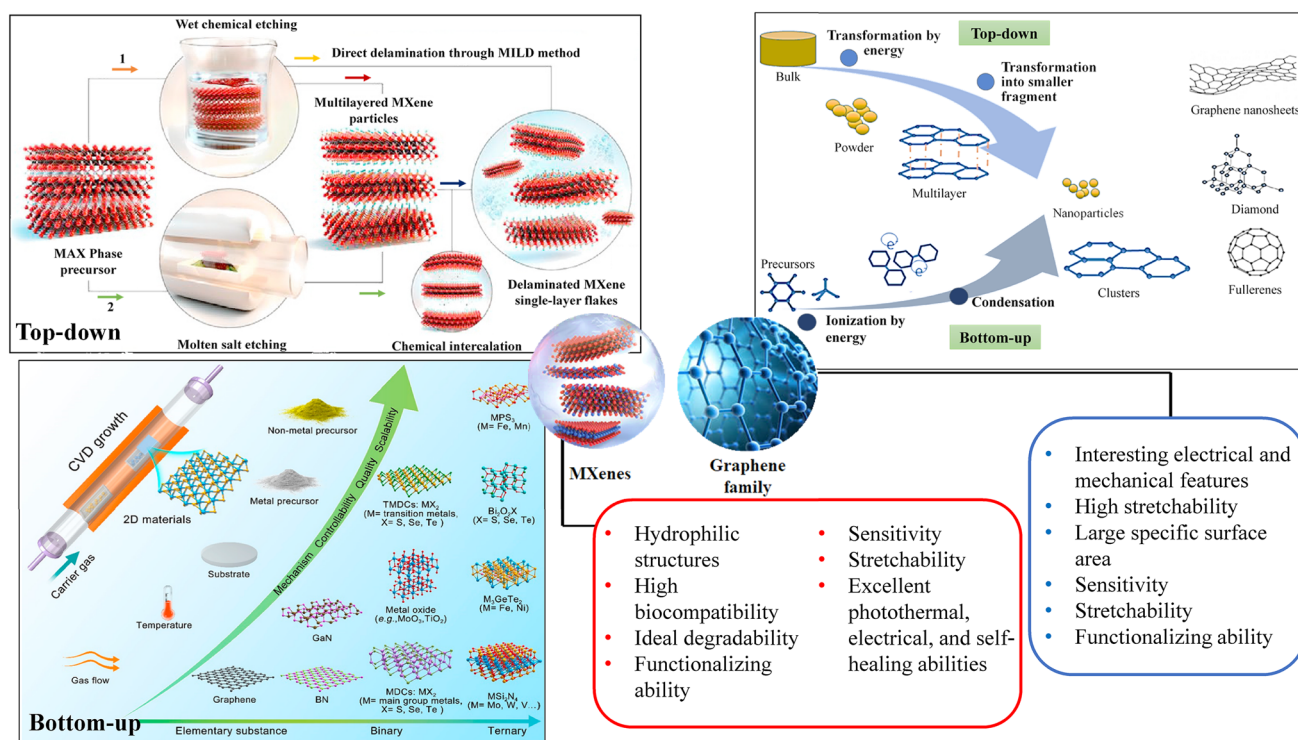 Wet chemical etching
1
Direct delamination through MILD method
Multilayered MXene
particles
MAX Phase
precursor
2
Delaminated MXene
single-layer flakes
Top-down
Molten salt etching
Chemical intercalation
Bulk
Transformation by
energy
Top-down
Transformation
into smaller
fragment
Graphene nanosheets
Powder
Multilayer
Nanoparticles
Diamond
Precursors
e
e
Clusters
Fullerenes
Condensation
Ionization by
energy
Bottom-up
CVD growth
2D materials
Carrier gas
Non-metal precursor
Metal precursor
Substrate
Temperature
Gas flow
Mechanism Controllability Quality Scalability
MPS₃
(M= Fe, Mn)
TMDCs: MX₂
(M= transition metals,
X= S, Se, Te)
Bi₂O₂X
(X= S, Se, Te)
Metal oxide
(e.g.,MoO₃,TiO₂)
M₃GeTe₂
(M= Fe, Ni)
GaN
Graphene
BN
MDCs: MX₂
(M= main group metals,
X= S, Se, Te)
MSi₂N₄
(M= Mo, W, V...)
Bottom-up
Elementary substance
Binary
Ternary
MXenes
Graphene
family
• Hydrophilic
structures
• High
biocompatibility
• Ideal degradability
• Functionalizing
ability
• Sensitivity
• Stretchability
• Excellent
photothermal,
electrical, and self-
healing abilities
• Interesting electrical and
mechanical features
• High stretchability
• Large specific surface
area
• Sensitivity
• Stretchability
• Functionalizing ability